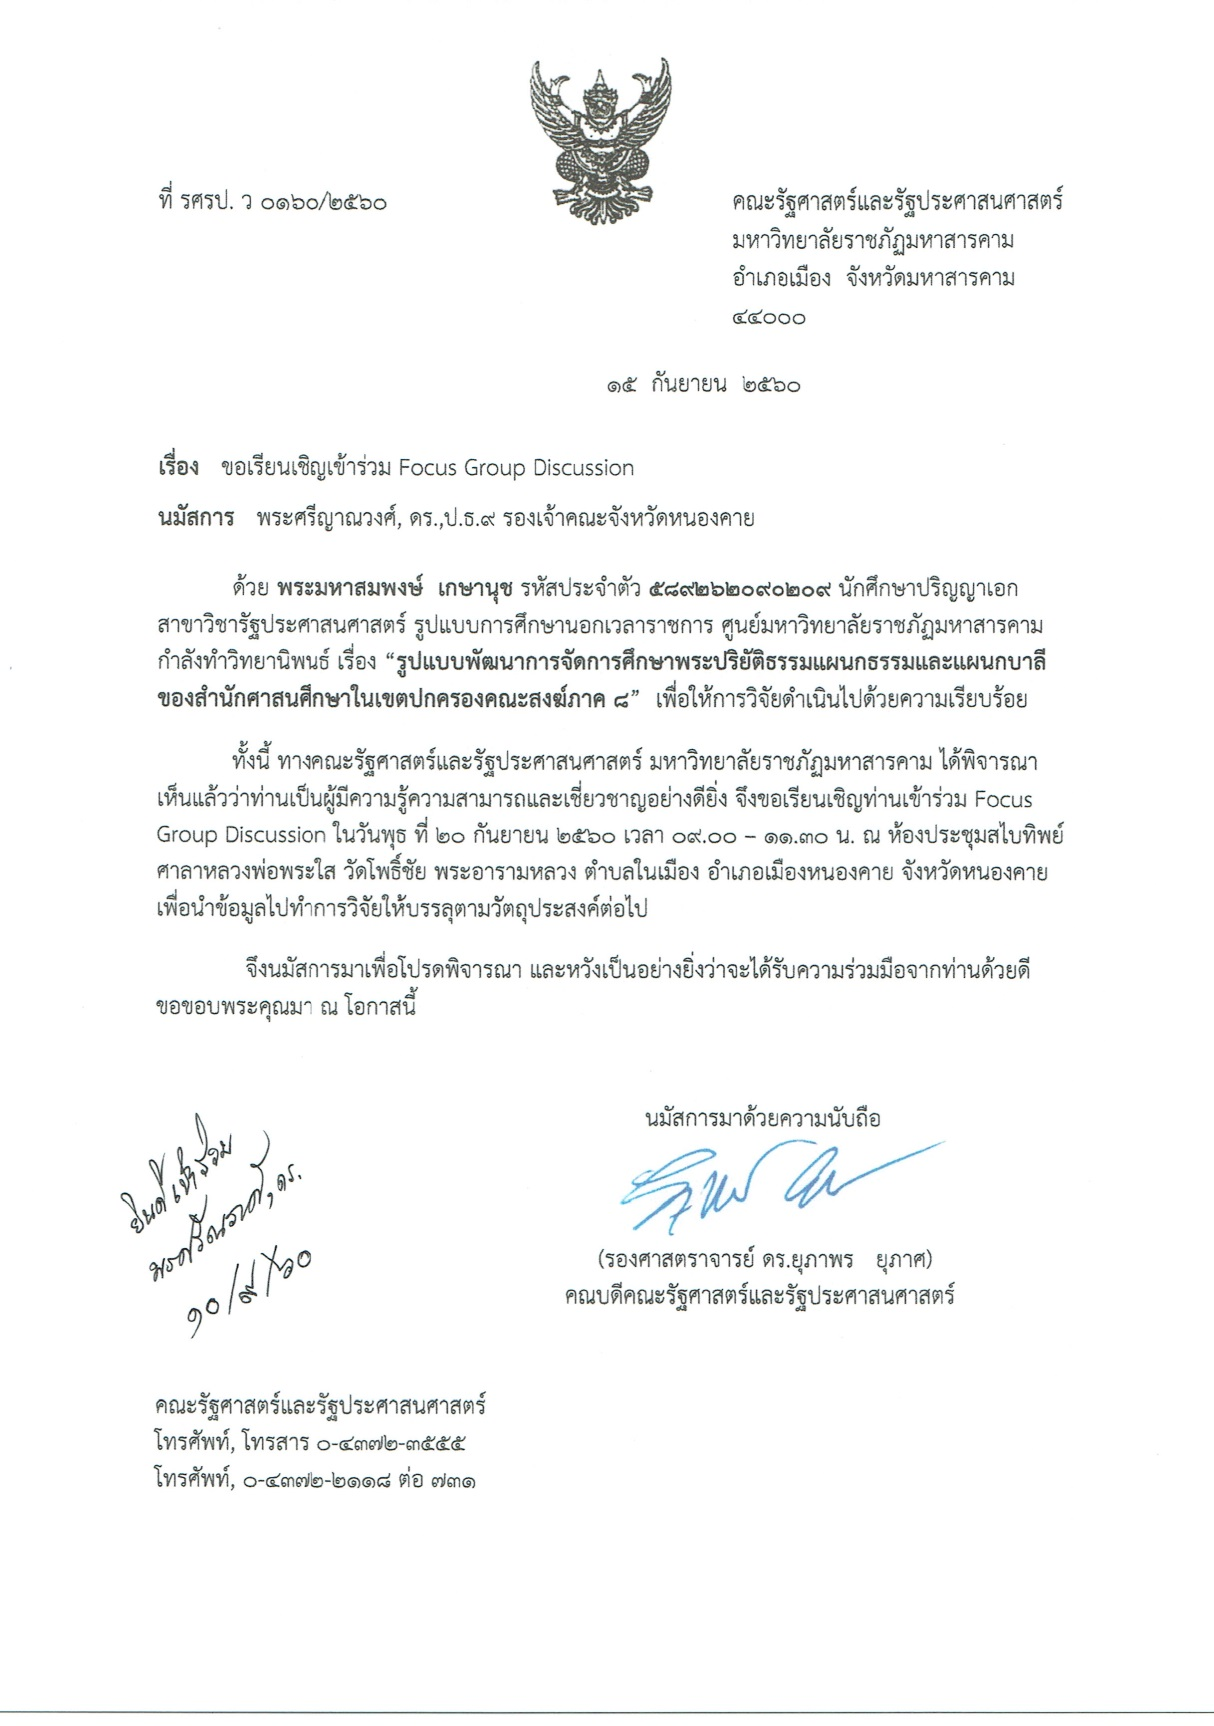 ที่ รศรป. ว ๐๑๖๐/๒๕๖๐
คณะรัฐศาสตร์และรัฐประศาสนศาสตร์
มหาวิทยาลัยราชภัฏมหาสารคาม
อำเภอเมือง จังหวัดมหาสารคาม
๔๔๐๐๐
๑๕ กันยายน ๒๕๖๐
เรื่อง ขอเรียนเชิญเข้าร่วม Focus Group Discussion
นมัสการ พระศรีญาณวงศ์, ดร.,ป.ธ.๙ รองเจ้าคณะจังหวัดหนองคาย
ด้วย พระมหาสมพงษ์ เกษานุช รหัสประจำตัว ๕๘๙๒๖๒๐๙๐๒๐๙ นักศึกษาปริญญาเอก
สาขาวิชารัฐประศาสนศาสตร์ รูปแบบการศึกษานอกเวลาราชการ ศูนย์มหาวิทยาลัยราชภัฏมหาสารคาม
กำลังทำวิทยานิพนธ์ เรื่อง “รูปแบบพัฒนาการจัดการศึกษาพระปริยัติธรรมแผนกธรรมและแผนกบาลี
ของสำนักศาสนศึกษาในเขตปกครองคณะสงฆ์ภาค ๘” เพื่อให้การวิจัยดำเนินไปด้วยความเรียบร้อย
ทั้งนี้ ทางคณะรัฐศาสตร์และรัฐประศาสนศาสตร์ มหาวิทยาลัยราชภัฏมหาสารคาม ได้พิจารณา
เห็นแล้วว่าท่านเป็นผู้มีความรู้ความสามารถและเชี่ยวชาญอย่างดียิ่ง จึงขอเรียนเชิญท่านเข้าร่วม Focus
Group Discussion ในวันพุธ ที่ ๒๐ กันยายน ๒๕๖๐ เวลา ๐๙.๐๐ – ๑๑.๓๐ น. ณ ห้องประชุมสไบทิพย์
ศาลาหลวงพ่อพระใส วัดโพธิ์ชัย พระอารามหลวง ตำบลในเมือง อำเภอเมืองหนองคาย จังหวัดหนองคาย
เพื่อนำข้อมูลไปทำการวิจัยให้บรรลุตามวัตถุประสงค์ต่อไป
จึงนมัสการมาเพื่อโปรดพิจารณา และหวังเป็นอย่างยิ่งว่าจะได้รับความร่วมมือจากท่านด้วยดี
ขอขอบพระคุณมา ณ โอกาสนี้
นมัสการมาด้วยความนับถือ
ยินดีเข้าร่วม
(รองศาสตราจารย์ ดร.ยุภาพร ยุภาศ)
คณบดีคณะรัฐศาสตร์และรัฐประศาสนศาสตร์
คณะรัฐศาสตร์และรัฐประศาสนศาสตร์
โทรศัพท์, โทรสาร ๐-๔๓๗๒-๓๕๕๕
โทรศัพท์, ๐-๔๓๗๒-๒๑๑๘ ต่อ ๗๓๑